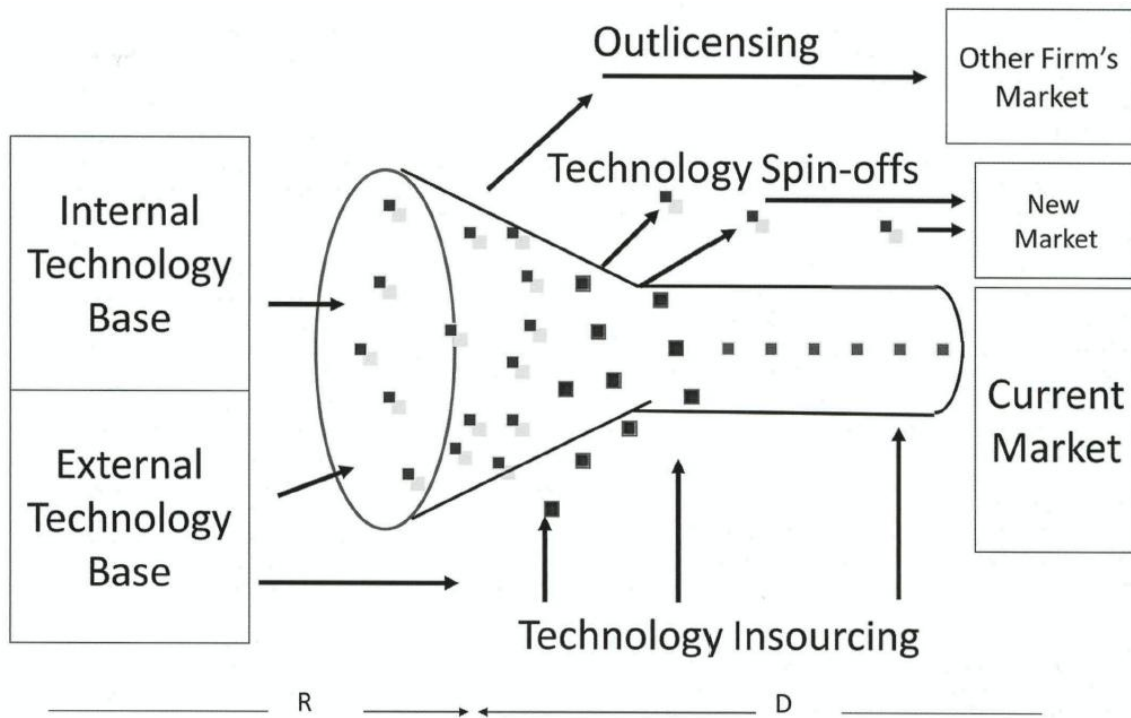 Outlicensing
Other Firm's
Market
Technology Spin-offs
New
Market
Internal
Technology
Base
External
Technology
Base
Current
Market
Technology Insourcing
R
D